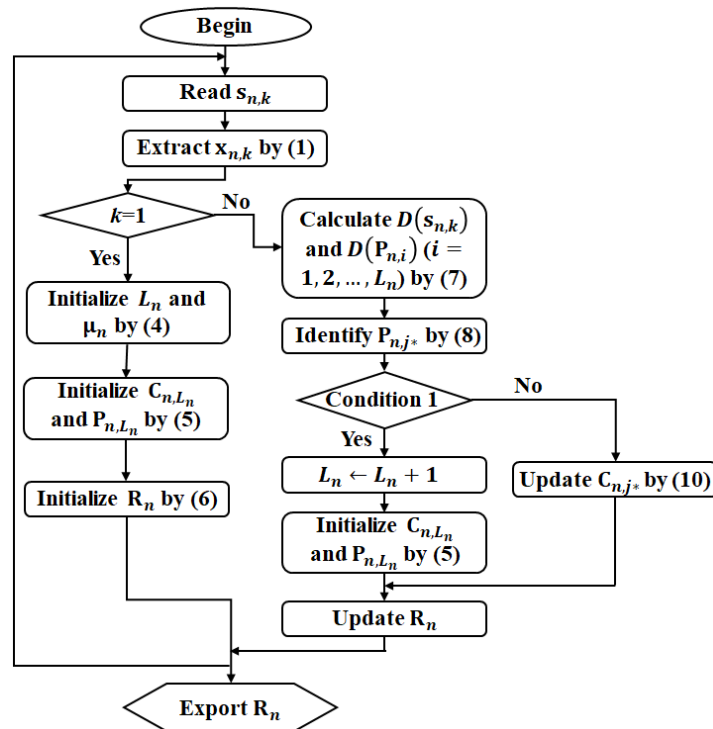 Begin
Read s_{n,k}
Extract x_{n,k} by (1)
k=1
No
Yes
Initialize L_n and
μ_n by (4)
Initialize C_{n,L_n}
and P_{n,L_n} by (5)
Initialize R_n by (6)
Calculate D(s_{n,k})
and D(P_{n,i}) (i =
1, 2, ..., L_n) by (7)
Identify P_{n,j*} by (8)
Condition 1
No
Yes
L_n ← L_n + 1
Update C_{n,j*} by (10)
Initialize C_{n,L_n}
and P_{n,L_n} by (5)
Update R_n
Export R_n